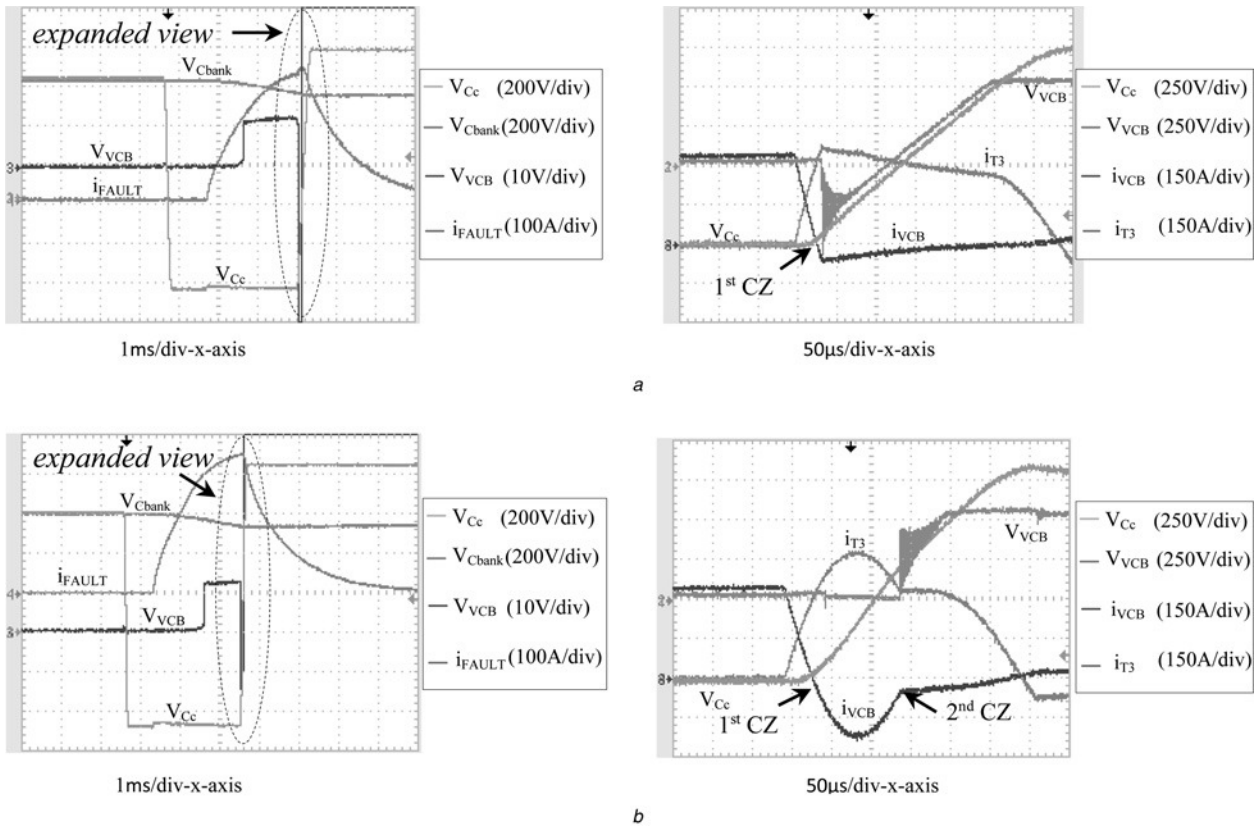 expanded view
V_Cbank
V_VCB
i_FAULT
V_Cc
3
2
V_Cc (200V/div)
V_Cbank (200V/div)
V_VCB (10V/div)
i_FAULT (100A/div)
1ms/div-x-axis
V_VCB
i_T3
V_Cc
i_VCB
1st CZ
2
V_Cc (250V/div)
V_VCB (250V/div)
i_VCB (150A/div)
i_T3 (150A/div)
50μs/div-x-axis
a
expanded view
V_Cbank
i_FAULT
V_VCB
V_Cc
V_Cc (200V/div)
V_Cbank (200V/div)
V_VCB (10V/div)
i_FAULT (100A/div)
1ms/div-x-axis
i_T3
V_VCB
V_Cc
1st CZ
i_VCB
2nd CZ
2
V_Cc (250V/div)
V_VCB (250V/div)
i_VCB (150A/div)
i_T3 (150A/div)
50μs/div-x-axis
b